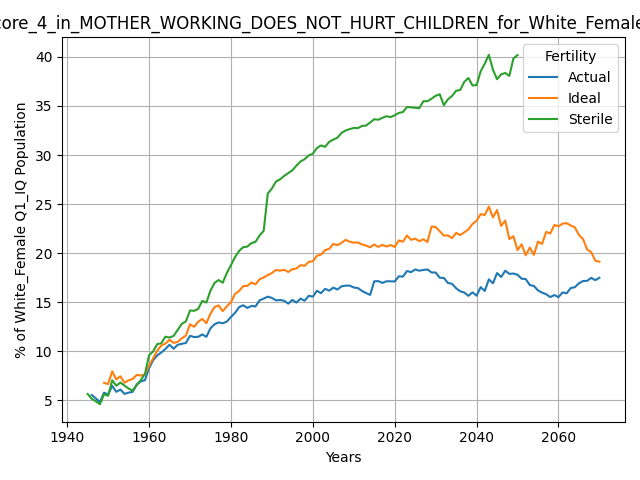 core_4_in_MOTHER_WORKING_DOES_NOT_HURT_CHILDREN_for_White_Female
Fertility
Actual
Ideal
Sterile
% of White_Female Q1_IQ Population
40
35
30
25
20
15
10
5
1940 1960 1980 2000 2020 2040 2060
Years